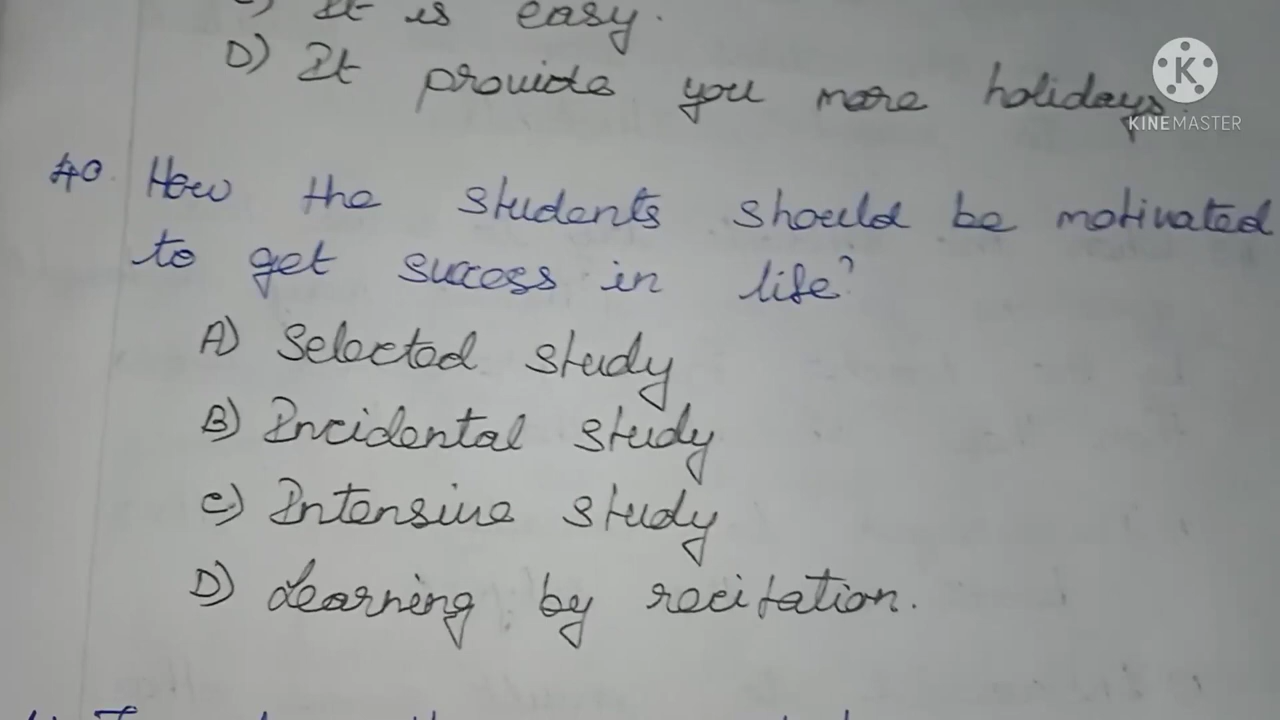 It is easy.
D) It provide you more holidays.
KINEMASTER
40. How the students should be motivated
to get success in life?
A) Selected study
B) Incidental study
C) Intensive study
D) Learning by recitation.